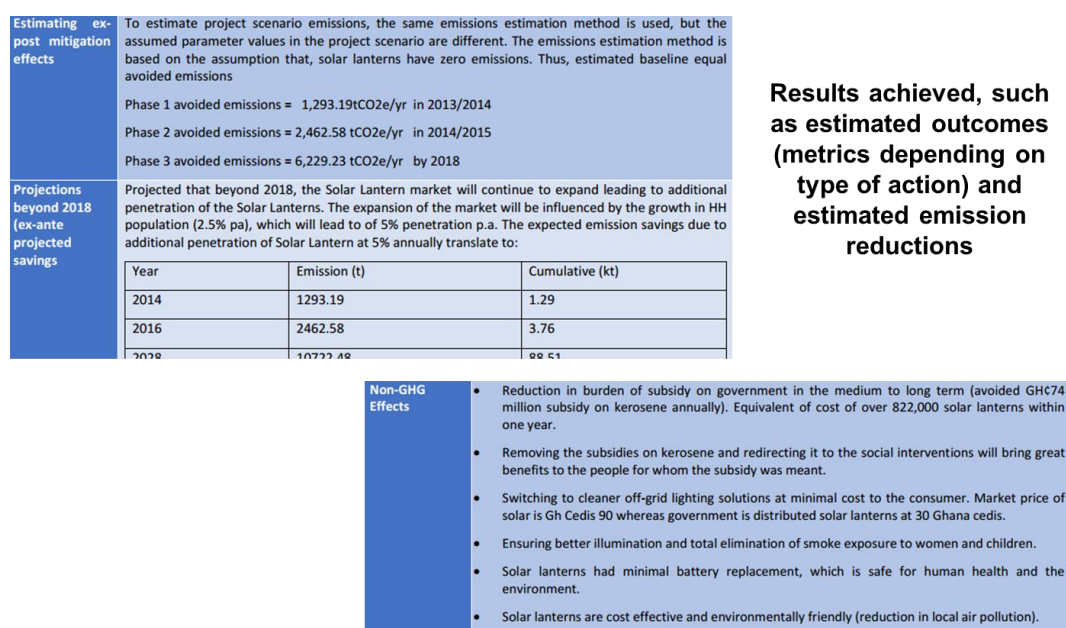 Estimating ex-
post mitigation
effects
To estimate project scenario emissions, the same emissions estimation method is used, but the
assumed parameter values in the project scenario are different. The emissions estimation method is
based on the assumption that, solar lanterns have zero emissions. Thus, estimated baseline equal
avoided emissions
Phase 1 avoided emissions = 1,293.19tCO2e/yr in 2013/2014
Phase 2 avoided emissions = 2,462.58 tCO2e/yr in 2014/2015
Phase 3 avoided emissions = 6,229.23 tCO2e/yr by 2018
Projections
beyond 2018
(ex-ante
projected
savings
Projected that beyond 2018, the Solar Lantern market will continue to expand leading to additional
penetration of the Solar Lanterns. The expansion of the market will be influenced by the growth in HH
population (2.5% pa), which will lead to of 5% penetration p.a. The expected emission savings due to
additional penetration of Solar Lantern at 5% annually translate to:
Year Emission (t) Cumulative (kt)
2014 1293.19 1.29
2016 2462.58 3.76
2028 10722.48 88.51
Results achieved, such
as estimated outcomes
(metrics depending on
type of action) and
estimated emission
reductions
Non-GHG
Effects
• Reduction in burden of subsidy on government in the medium to long term (avoided GH¢74
million subsidy on kerosene annually). Equivalent of cost of over 822,000 solar lanterns within
one year.
• Removing the subsidies on kerosene and redirecting it to the social interventions will bring great
benefits to the people for whom the subsidy was meant.
• Switching to cleaner off-grid lighting solutions at minimal cost to the consumer. Market price of
solar is Gh Cedis 90 whereas government is distributed solar lanterns at 30 Ghana cedis.
• Ensuring better illumination and total elimination of smoke exposure to women and children.
• Solar lanterns had minimal battery replacement, which is safe for human health and the
environment.
• Solar lanterns are cost effective and environmentally friendly (reduction in local air pollution).